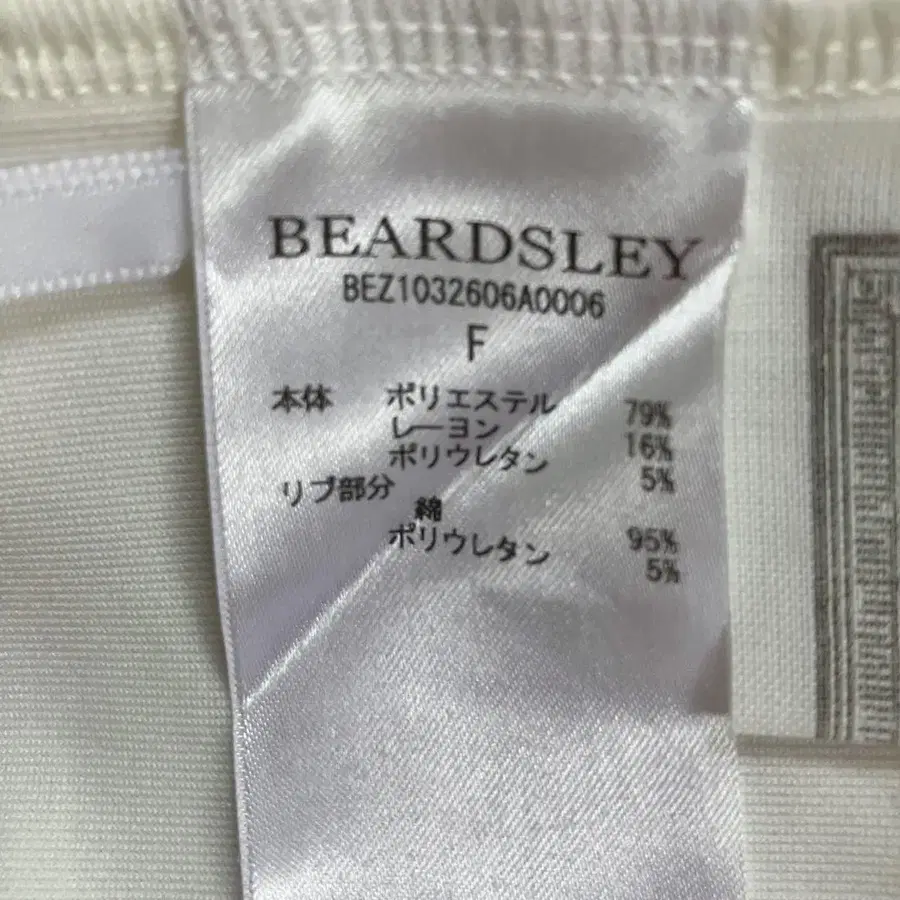 BEARDSLEY
BEZ1032606A0006
F
本体 ポリエステル 79%
レーヨン 16%
ポリウレタン 5%
リブ部分
綿 95%
ポリウレタン 5%